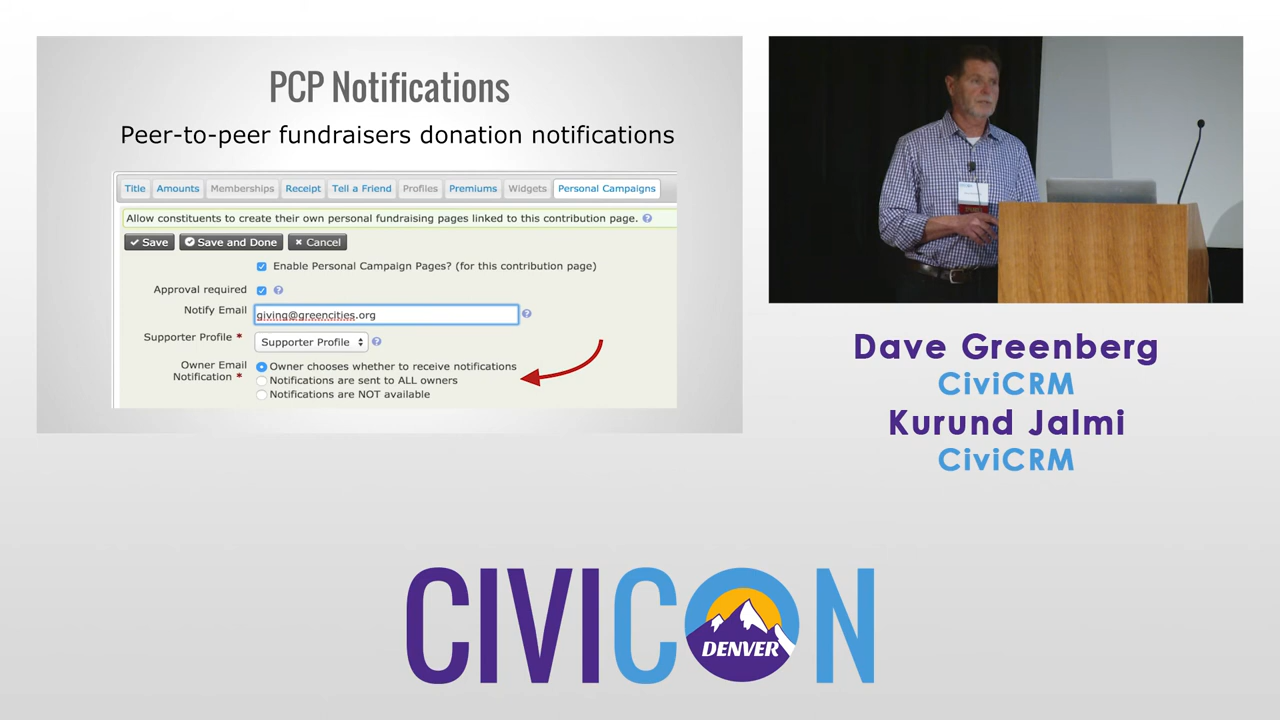 PCP Notifications
Peer-to-peer fundraisers donation notifications
Title Amounts Memberships Receipt Tell a Friend Profiles Premiums Widgets Personal Campaigns
Allow constituents to create their own personal fundraising pages linked to this contribution page. ?
Save Save and Done Cancel
Enable Personal Campaign Pages? (for this contribution page)
Approval required ?
Notify Email giving@greencities.org ?
Supporter Profile * Supporter Profile ?
Owner Email Notification *
Owner chooses whether to receive notifications
Notifications are sent to ALL owners
Notifications are NOT available
Dave Greenberg
CiviCRM
Kurund Jalmi
CiviCRM
CIVICON
DENVER